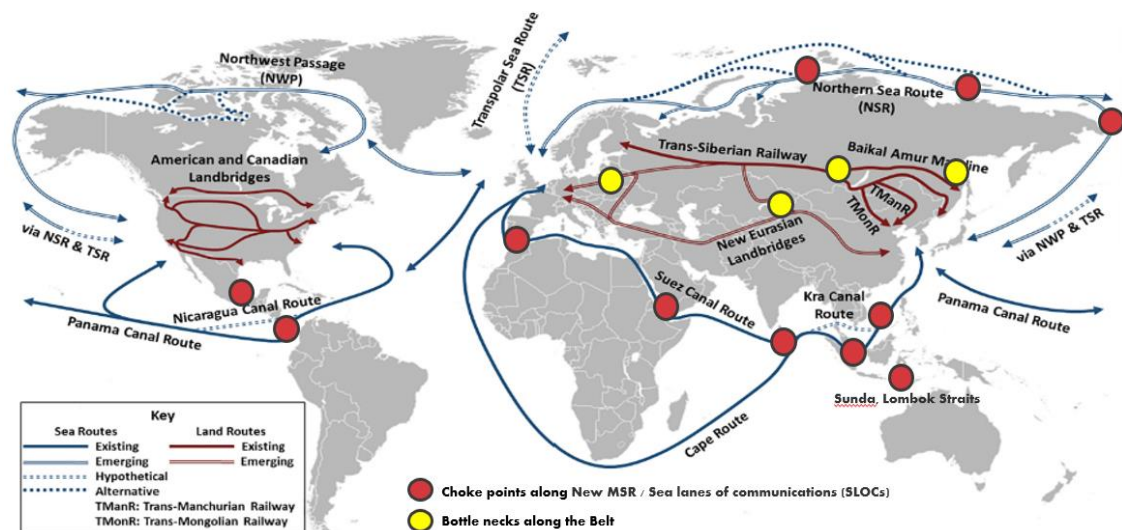 Northwest Passage
(NWP)
Transpolar Sea Route
(TSR)
Northern Sea Route
(NSR)
American and Canadian
Landbridges
Trans-Siberian Railway
Baikal Amur Mainline
TManR
TMonR
New Eurasian
Landbridges
via NSR & TSR
via NWP & TSR
Nicaragua Canal Route
Panama Canal Route
Suez Canal Route
Kra Canal
Route
Panama Canal Route
Sunda, Lombok Straits
Cape Route
Key
Sea Routes Land Routes
Existing Existing
Emerging Emerging
Hypothetical
Alternative
TManR: Trans-Manchurian Railway
TMonR: Trans-Mongolian Railway
Choke points along New MSR / Sea lanes of communications (SLOCs)
Bottle necks along the Belt